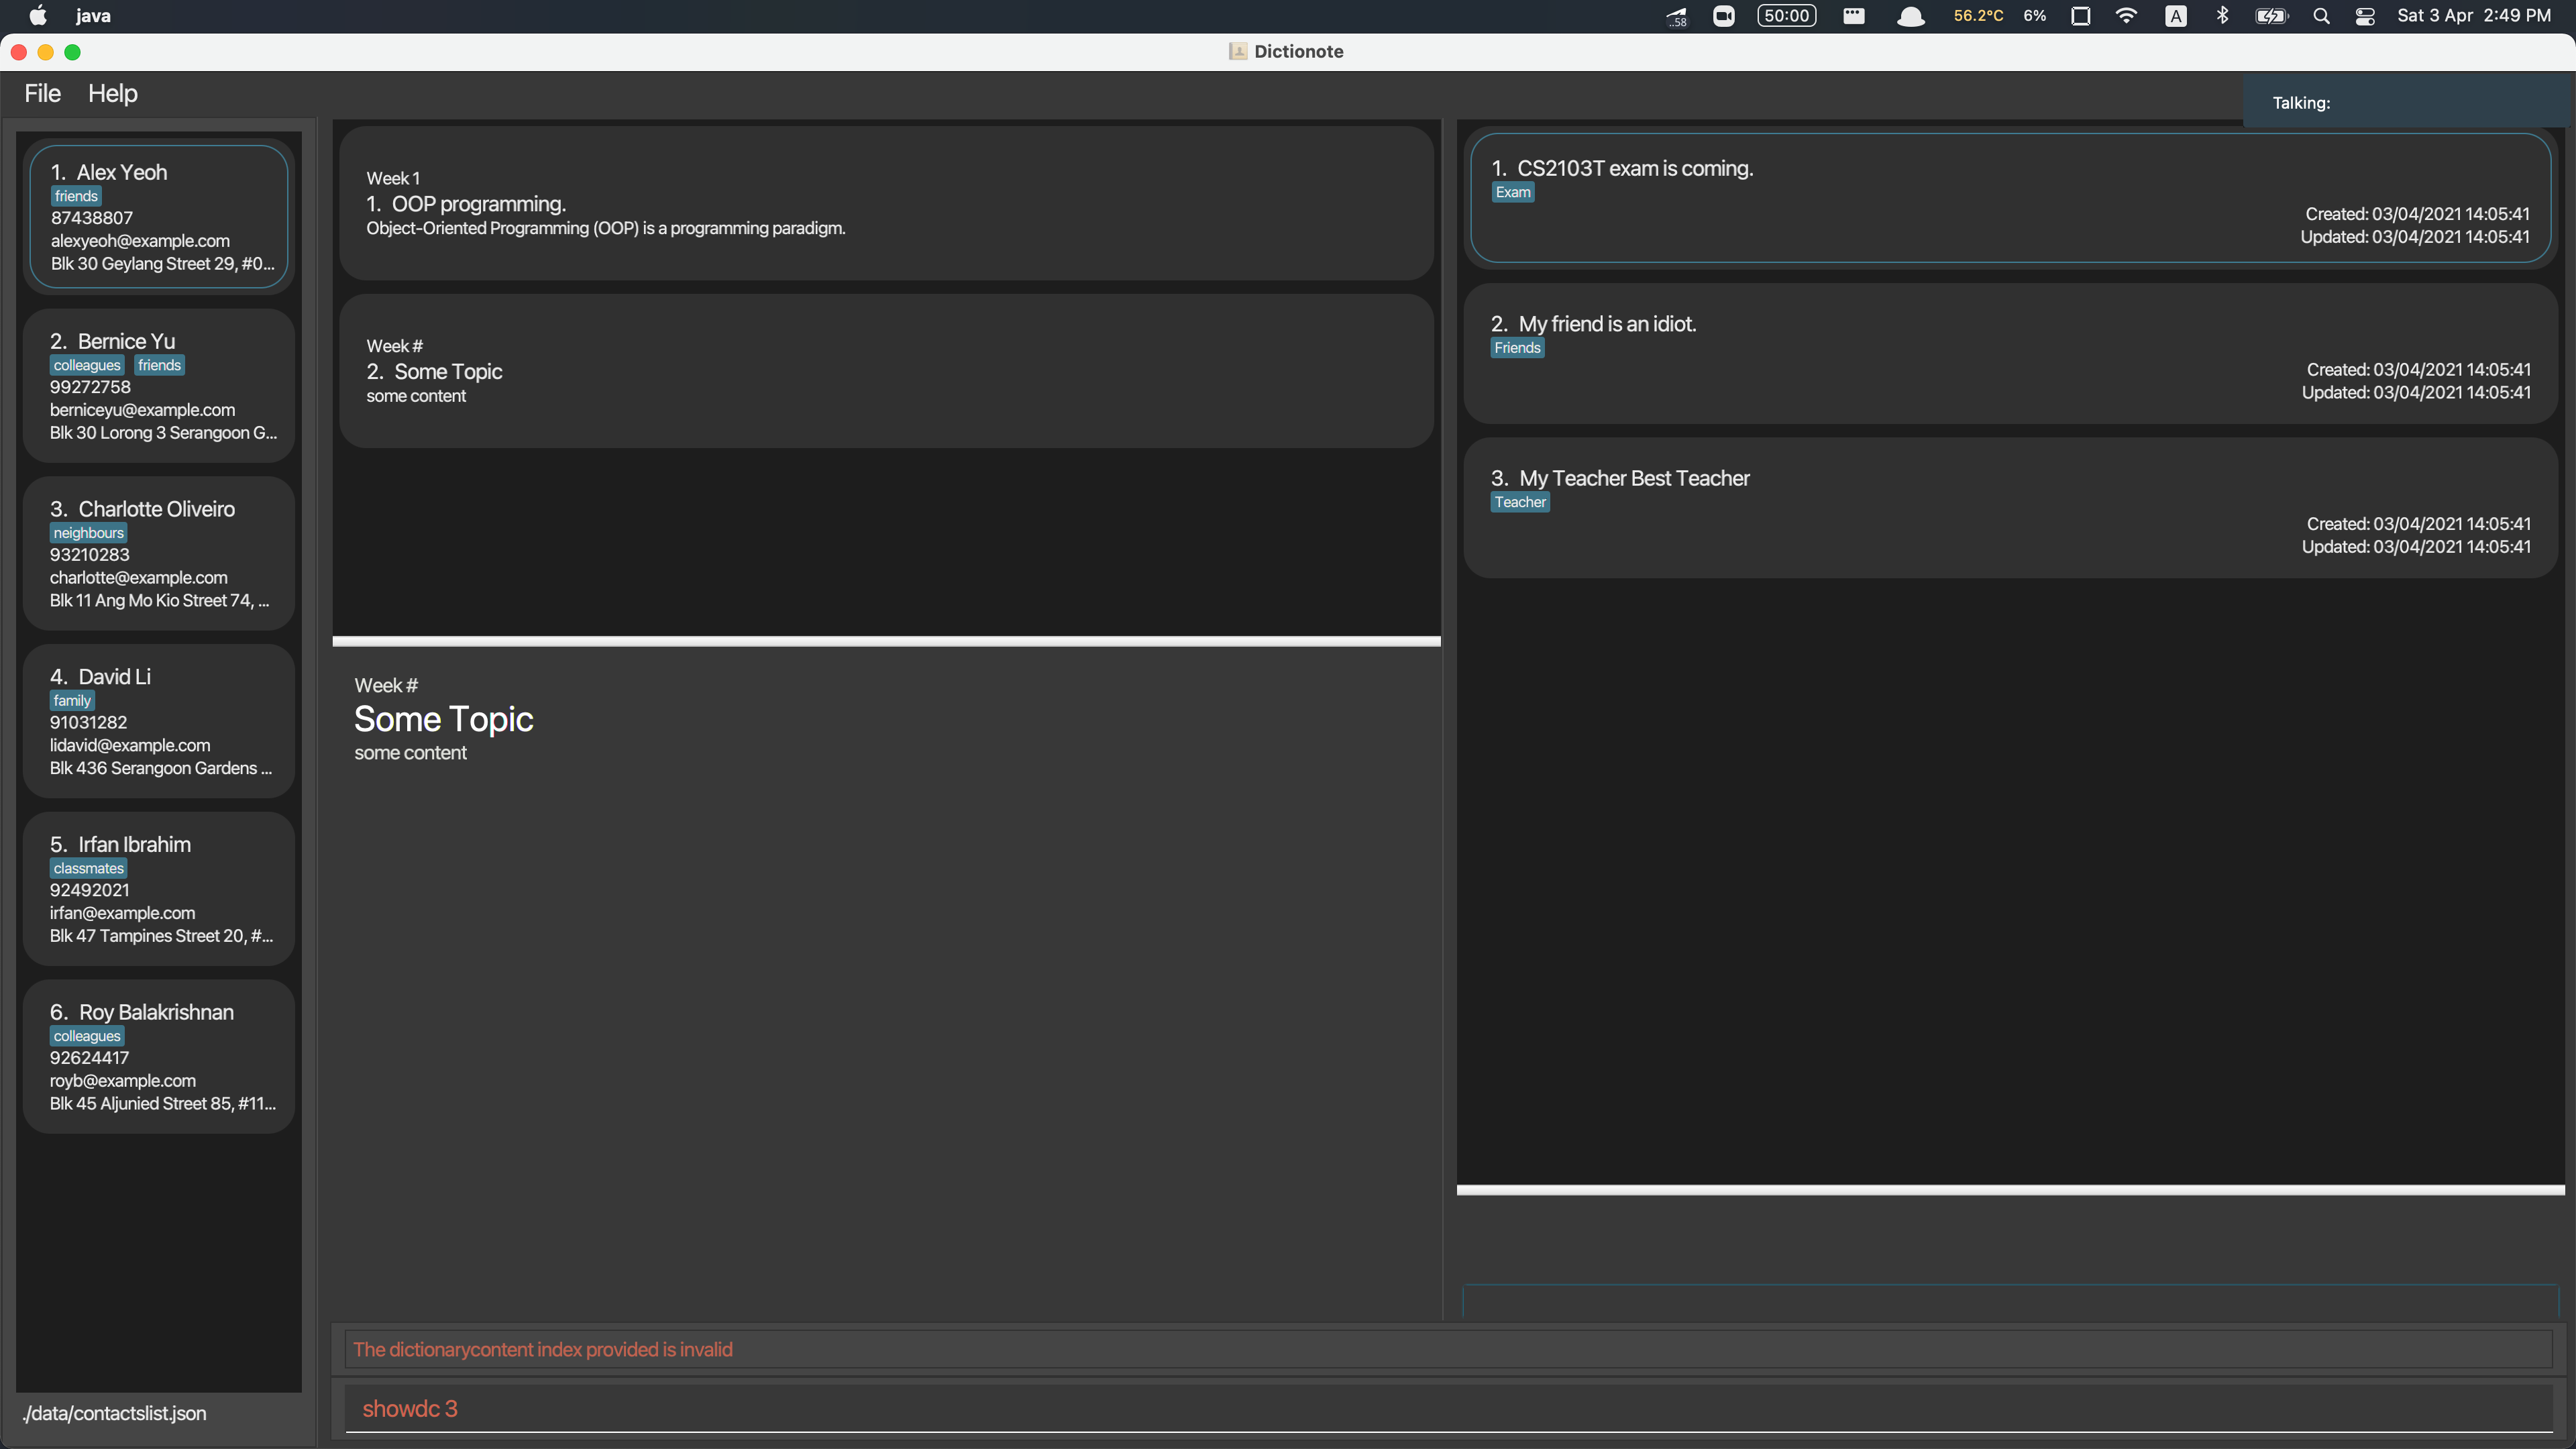 java
..58
50:00
56.2°C
6%
A
Sat 3 Apr 2:49 PM
Dictionote
File
Help
Talking:
1. Alex Yeoh
friends
87438807
alexyeoh@example.com
Blk 30 Geylang Street 29, #0...
2. Bernice Yu
colleagues friends
99272758
berniceyu@example.com
Blk 30 Lorong 3 Serangoon G...
3. Charlotte Oliveiro
neighbours
93210283
charlotte@example.com
Blk 11 Ang Mo Kio Street 74, ...
4. David Li
family
91031282
lidavid@example.com
Blk 436 Serangoon Gardens ...
5. Irfan Ibrahim
classmates
92492021
irfan@example.com
Blk 47 Tampines Street 20, #...
6. Roy Balakrishnan
colleagues
92624417
royb@example.com
Blk 45 Aljunied Street 85, #11...
./data/contactslist.json
Week 1
1. OOP programming.
Object-Oriented Programming (OOP) is a programming paradigm.
Week #
2. Some Topic
some content
Week #
Some Topic
some content
1. CS2103T exam is coming.
Exam
Created: 03/04/2021 14:05:41
Updated: 03/04/2021 14:05:41
2. My friend is an idiot.
Friends
Created: 03/04/2021 14:05:41
Updated: 03/04/2021 14:05:41
3. My Teacher Best Teacher
Teacher
Created: 03/04/2021 14:05:41
Updated: 03/04/2021 14:05:41
The dictionarycontent index provided is invalid
showdc 3